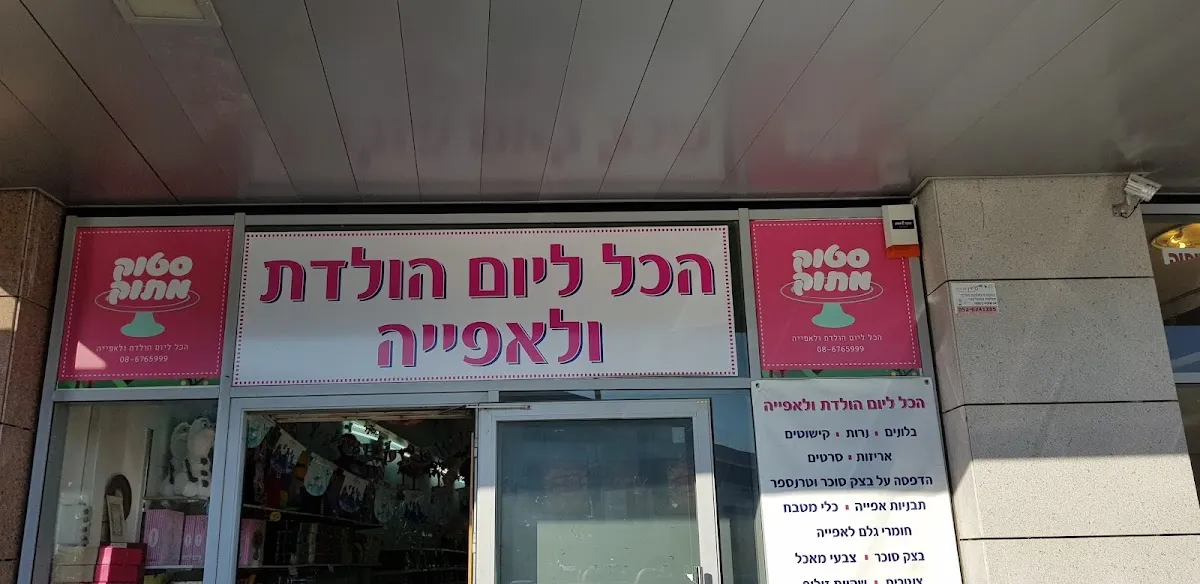 סטוק
מתוק
הכל ליום הולדת ולאפייה
08-6765999
הכל ליום הולדת
ולאפייה
סטוק
מתוק
הכל ליום הולדת ולאפייה
08-6765999
הכל ליום הולדת ולאפייה
בלונים ▪ נרות ▪ קישוטים
אריזות ▪ סרטים
הדפסה על בצק סוכר וטרנספר
תבניות אפייה ▪ כלי מטבח
חומרי גלם לאפייה
בצק סוכר ▪ צבעי מאכל